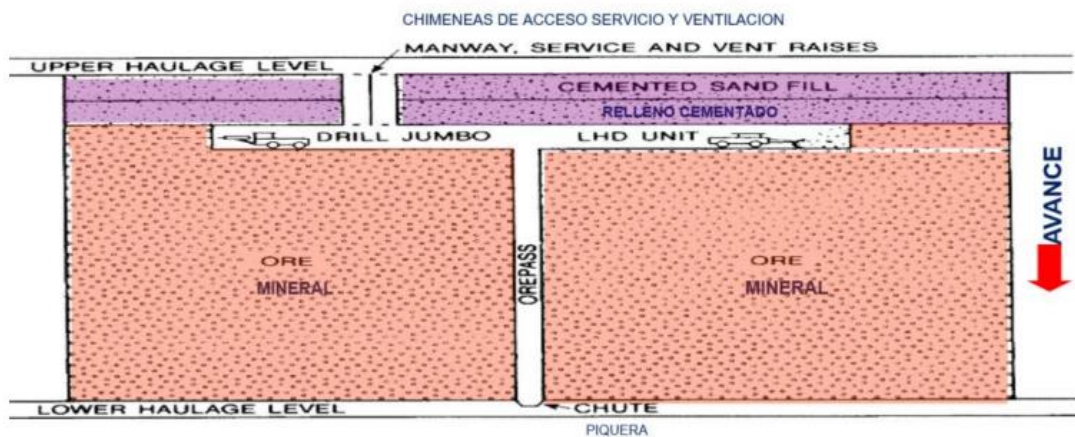 CHIMENEAS DE ACCESO SERVICIO Y VENTILACION
MANWAY, SERVICE AND VENT RAISES
UPPER HAULAGE LEVEL
CEMENTED SAND FILL
RELLENO CEMENTADO
DRILL JUMBO
LHD UNIT
AVANCE
ORE
MINERAL
OREPASS
ORE
MINERAL
LOWER HAULAGE LEVEL
CHUTE
PIQUERA